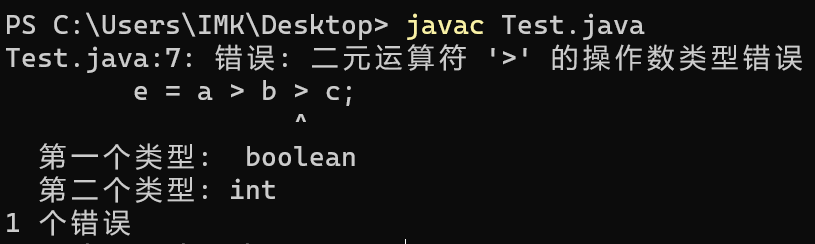 PS C:\Users\IMK\Desktop> javac Test.java
Test.java:7: 错误: 二元运算符 '>' 的操作数类型错误
        e = a > b > c;
                  ^
  第一个类型:  boolean
  第二个类型: int
1 个错误